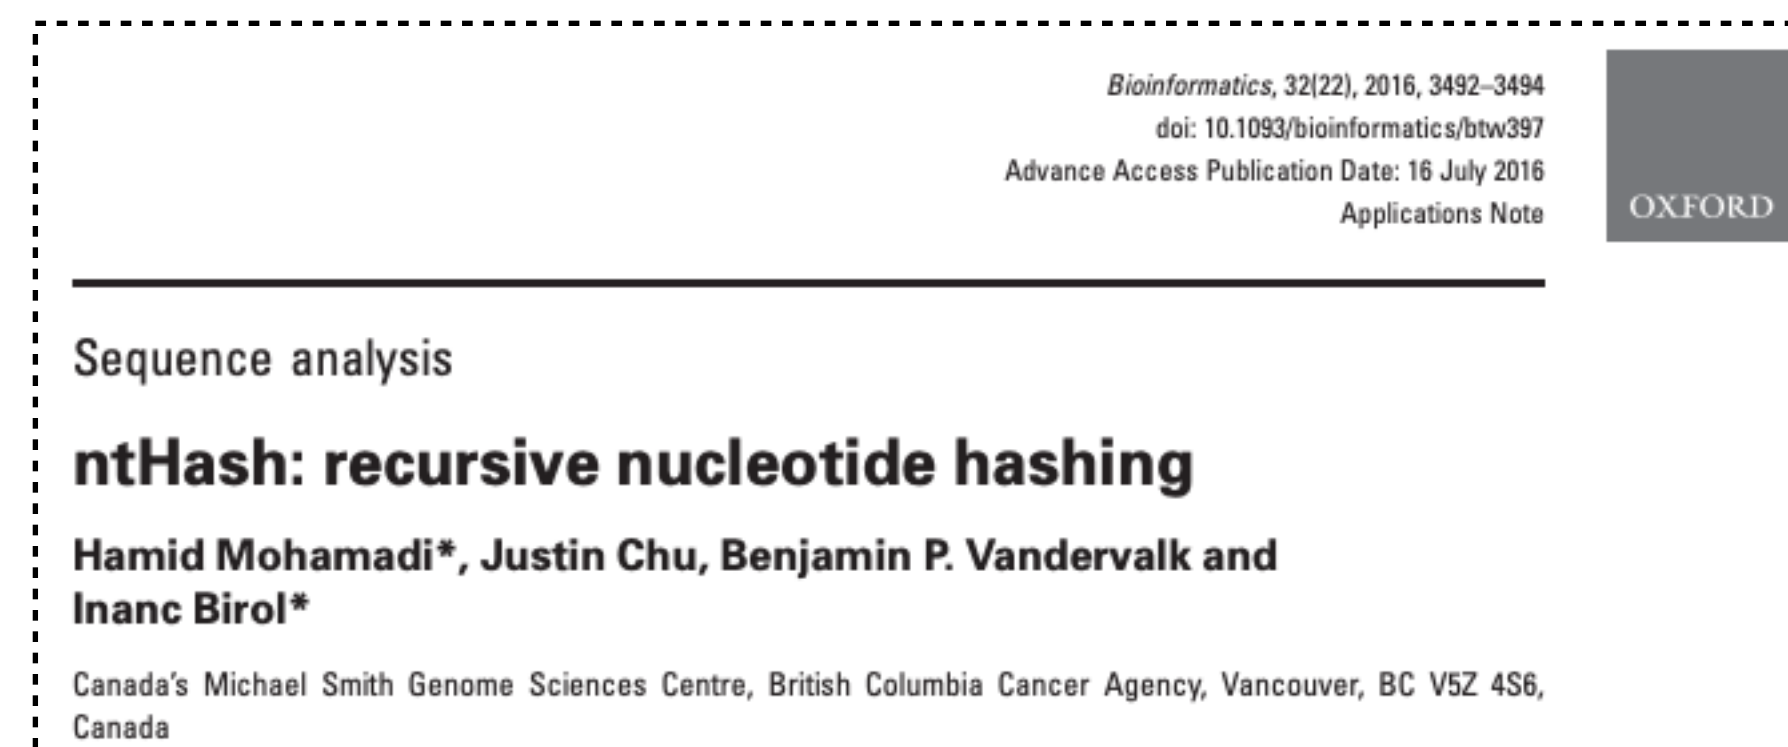 Bioinformatics, 32(22), 2016, 3492–3494
doi: 10.1093/bioinformatics/btw397
Advance Access Publication Date: 16 July 2016
Applications Note
OXFORD
Sequence analysis
ntHash: recursive nucleotide hashing
Hamid Mohamadi*, Justin Chu, Benjamin P. Vandervalk and
Inanc Birol*
Canada's Michael Smith Genome Sciences Centre, British Columbia Cancer Agency, Vancouver, BC V5Z 4S6,
Canada